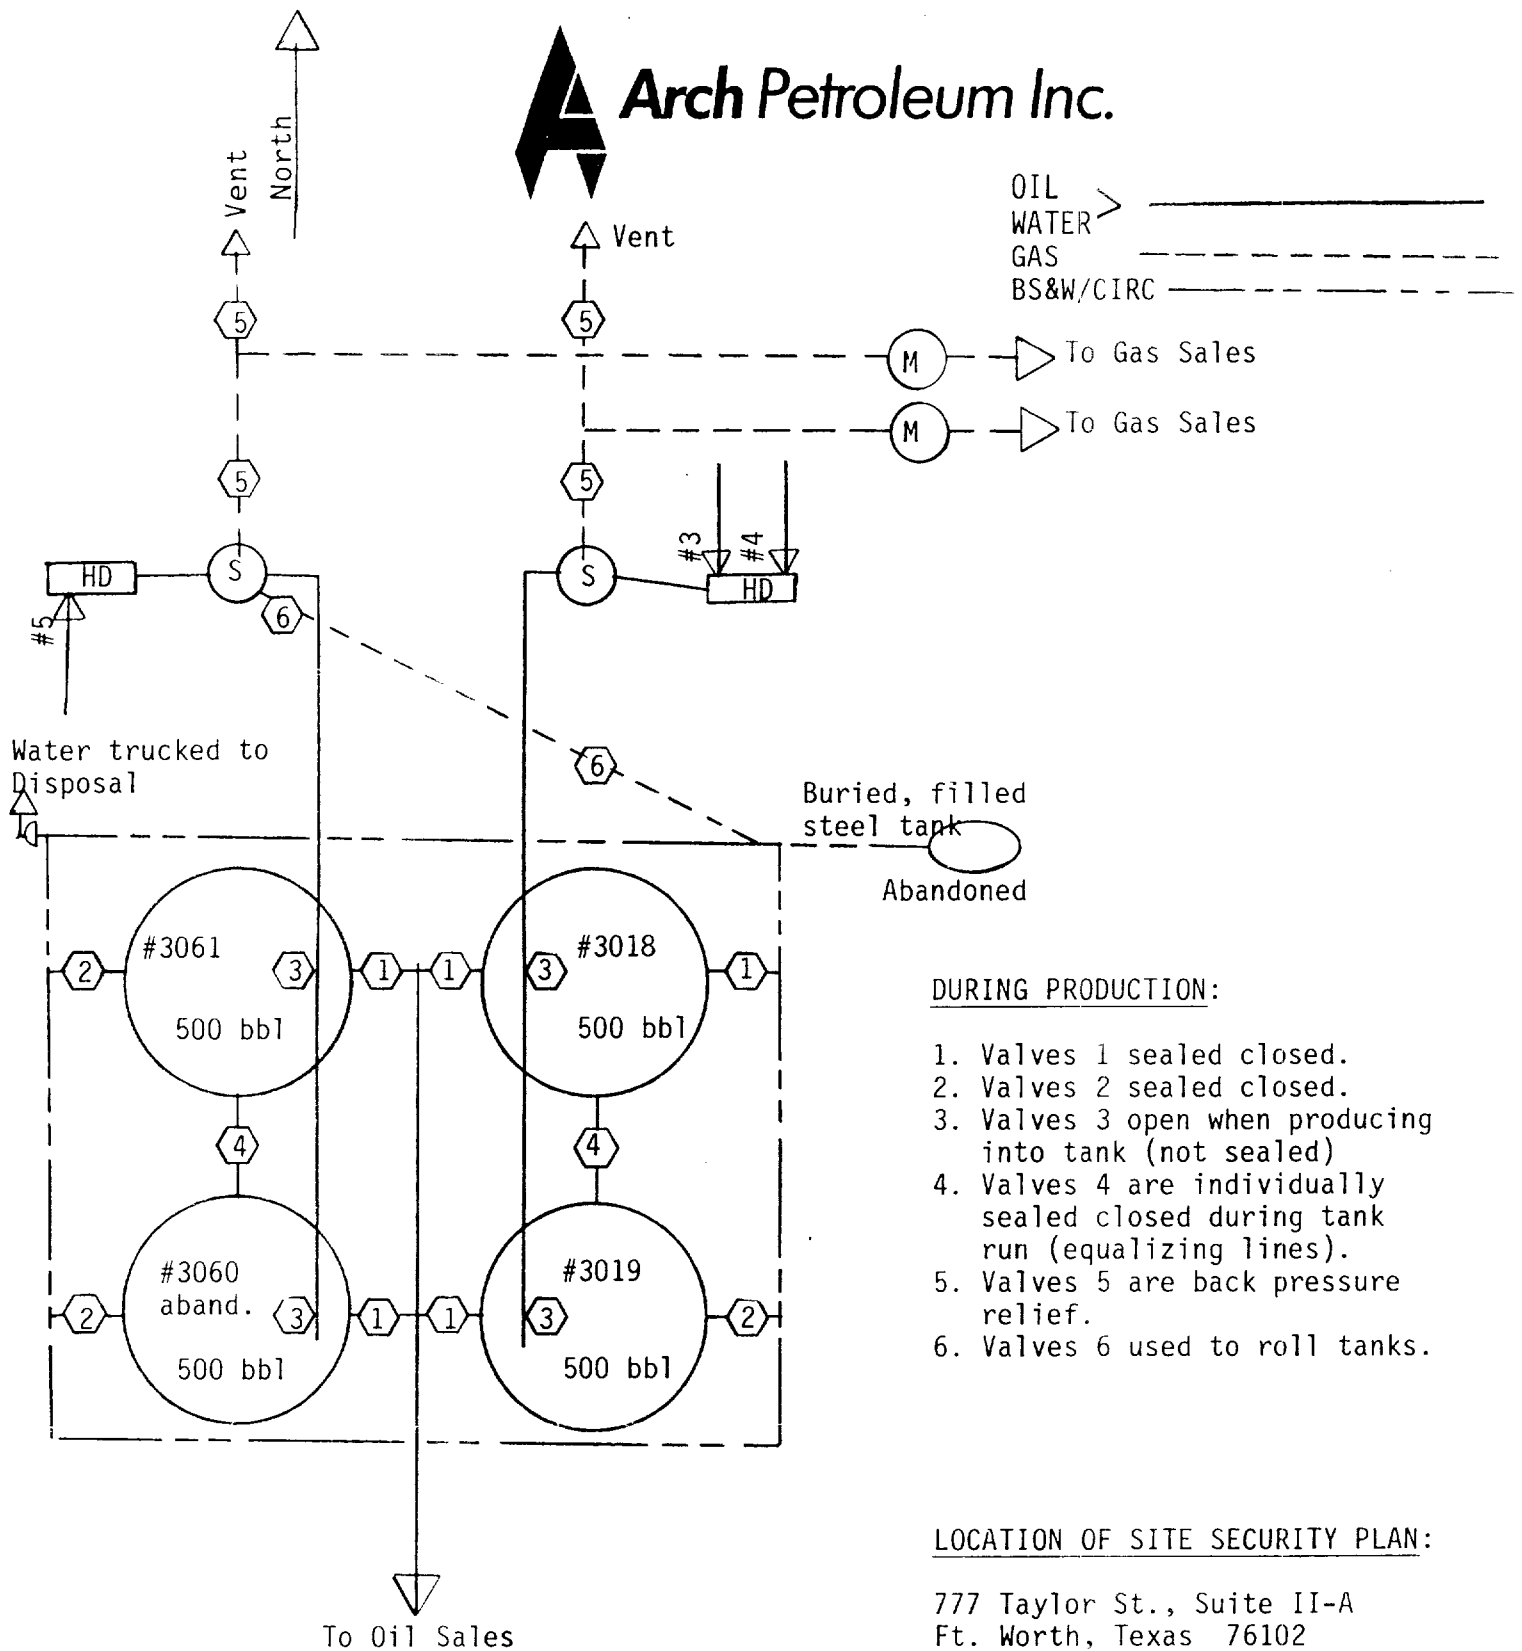 Arch Petroleum Inc.
North
Vent
Vent
OIL
WATER
GAS
BS&W/CIRC
5
5
M
To Gas Sales
M
To Gas Sales
5
5
#3
#4
HD
S
S
HD
#5
6
Water trucked to
Disposal
6
Buried, filled
steel tank
Abandoned
#3061
#3018
2
3
1
1
3
1
500 bbl
500 bbl
4
4
#3060
aband.
#3019
2
3
1
1
3
2
500 bbl
500 bbl
To Oil Sales
DURING PRODUCTION:
1. Valves 1 sealed closed.
2. Valves 2 sealed closed.
3. Valves 3 open when producing
into tank (not sealed)
4. Valves 4 are individually
sealed closed during tank
run (equalizing lines).
5. Valves 5 are back pressure
relief.
6. Valves 6 used to roll tanks.
LOCATION OF SITE SECURITY PLAN:
777 Taylor St., Suite II-A
Ft. Worth, Texas 76102